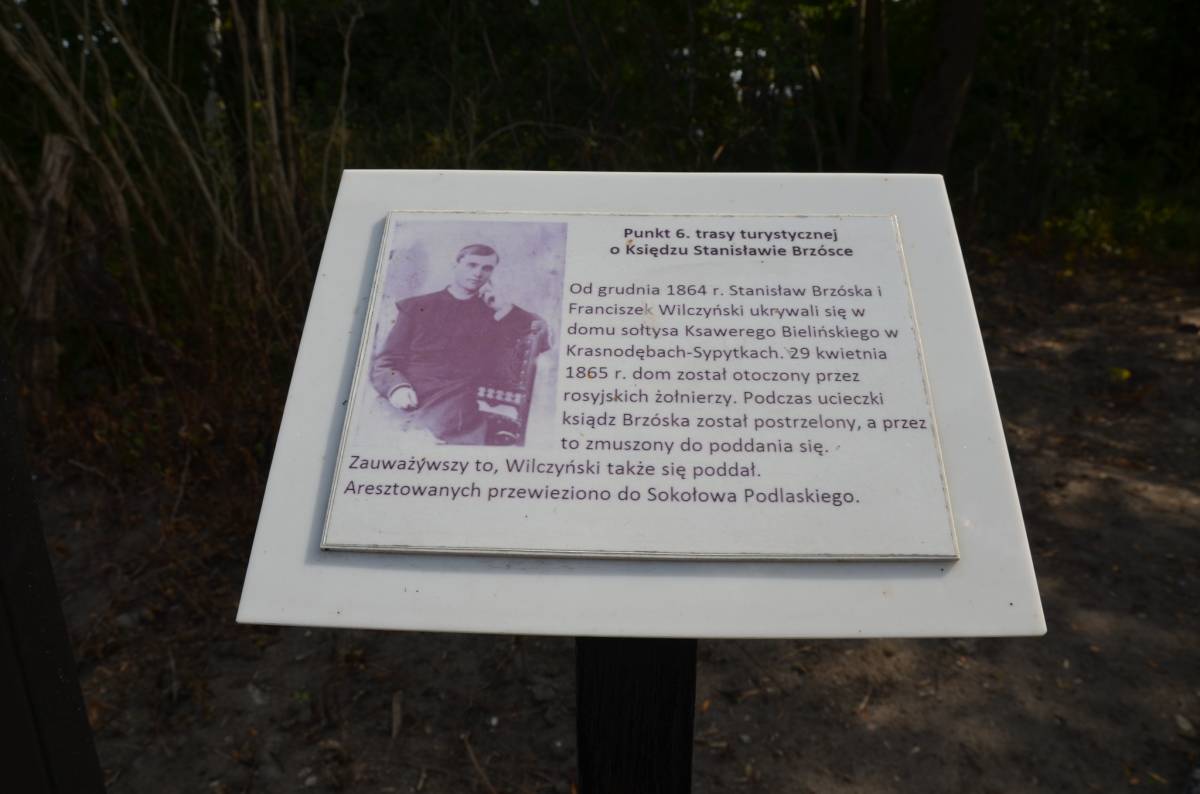 Punkt 6. trasy turystycznej
o Księdzu Stanisławie Brzósce
Od grudnia 1864 r. Stanisław Brzóska i
Franciszek Wilczyński ukrywali się w
domu sołtysa Ksawerego Bielińskiego w
Krasnodębach-Sypytkach. 29 kwietnia
1865 r. dom został otoczony przez
rosyjskich żołnierzy. Podczas ucieczki
ksiądz Brzóska został postrzelony, a przez
to zmuszony do poddania się.
Zauważywszy to, Wilczyński także się poddał.
Aresztowanych przewieziono do Sokołowa Podlaskiego.